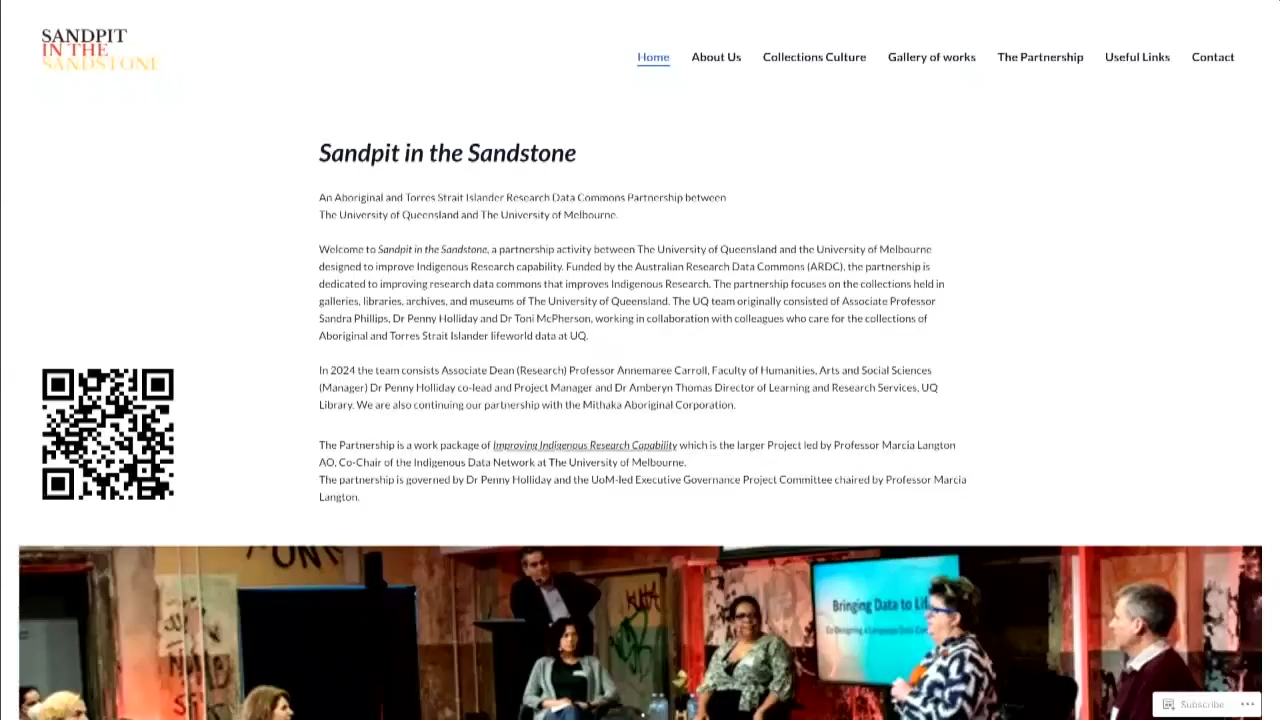 SANDPIT
IN THE
SANDSTONE
Home About Us Collections Culture Gallery of works The Partnership Useful Links Contact
Sandpit in the Sandstone
An Aboriginal and Torres Strait Islander Research Data Commons Partnership between
The University of Queensland and The University of Melbourne.
Welcome to Sandpit in the Sandstone, a partnership activity between The University of Queensland and the University of Melbourne
designed to improve Indigenous Research capability. Funded by the Australian Research Data Commons (ARDC), the partnership is
dedicated to improving research data commons that improves Indigenous Research. The partnership focuses on the collections held in
galleries, libraries, archives, and museums of The University of Queensland. The UQ team originally consisted of Associate Professor
Sandra Phillips, Dr Penny Holliday and Dr Toni McPherson, working in collaboration with colleagues who care for the collections of
Aboriginal and Torres Strait Islander lifeworld data at UQ.
In 2024 the team consists Associate Dean (Research) Professor Annemaree Carroll, Faculty of Humanities, Arts and Social Sciences
(Manager) Dr Penny Holliday co-lead and Project Manager and Dr Amberyn Thomas Director of Learning and Research Services, UQ
Library. We are also continuing our partnership with the Mithaka Aboriginal Corporation.
The Partnership is a work package of Improving Indigenous Research Capability which is the larger Project led by Professor Marcia Langton
AO, Co-Chair of the Indigenous Data Network at The University of Melbourne.
The partnership is governed by Dr Penny Holliday and the UoM-led Executive Governance Project Committee chaired by Professor Marcia
Langton.
Bringing Data to Li
Subscribe